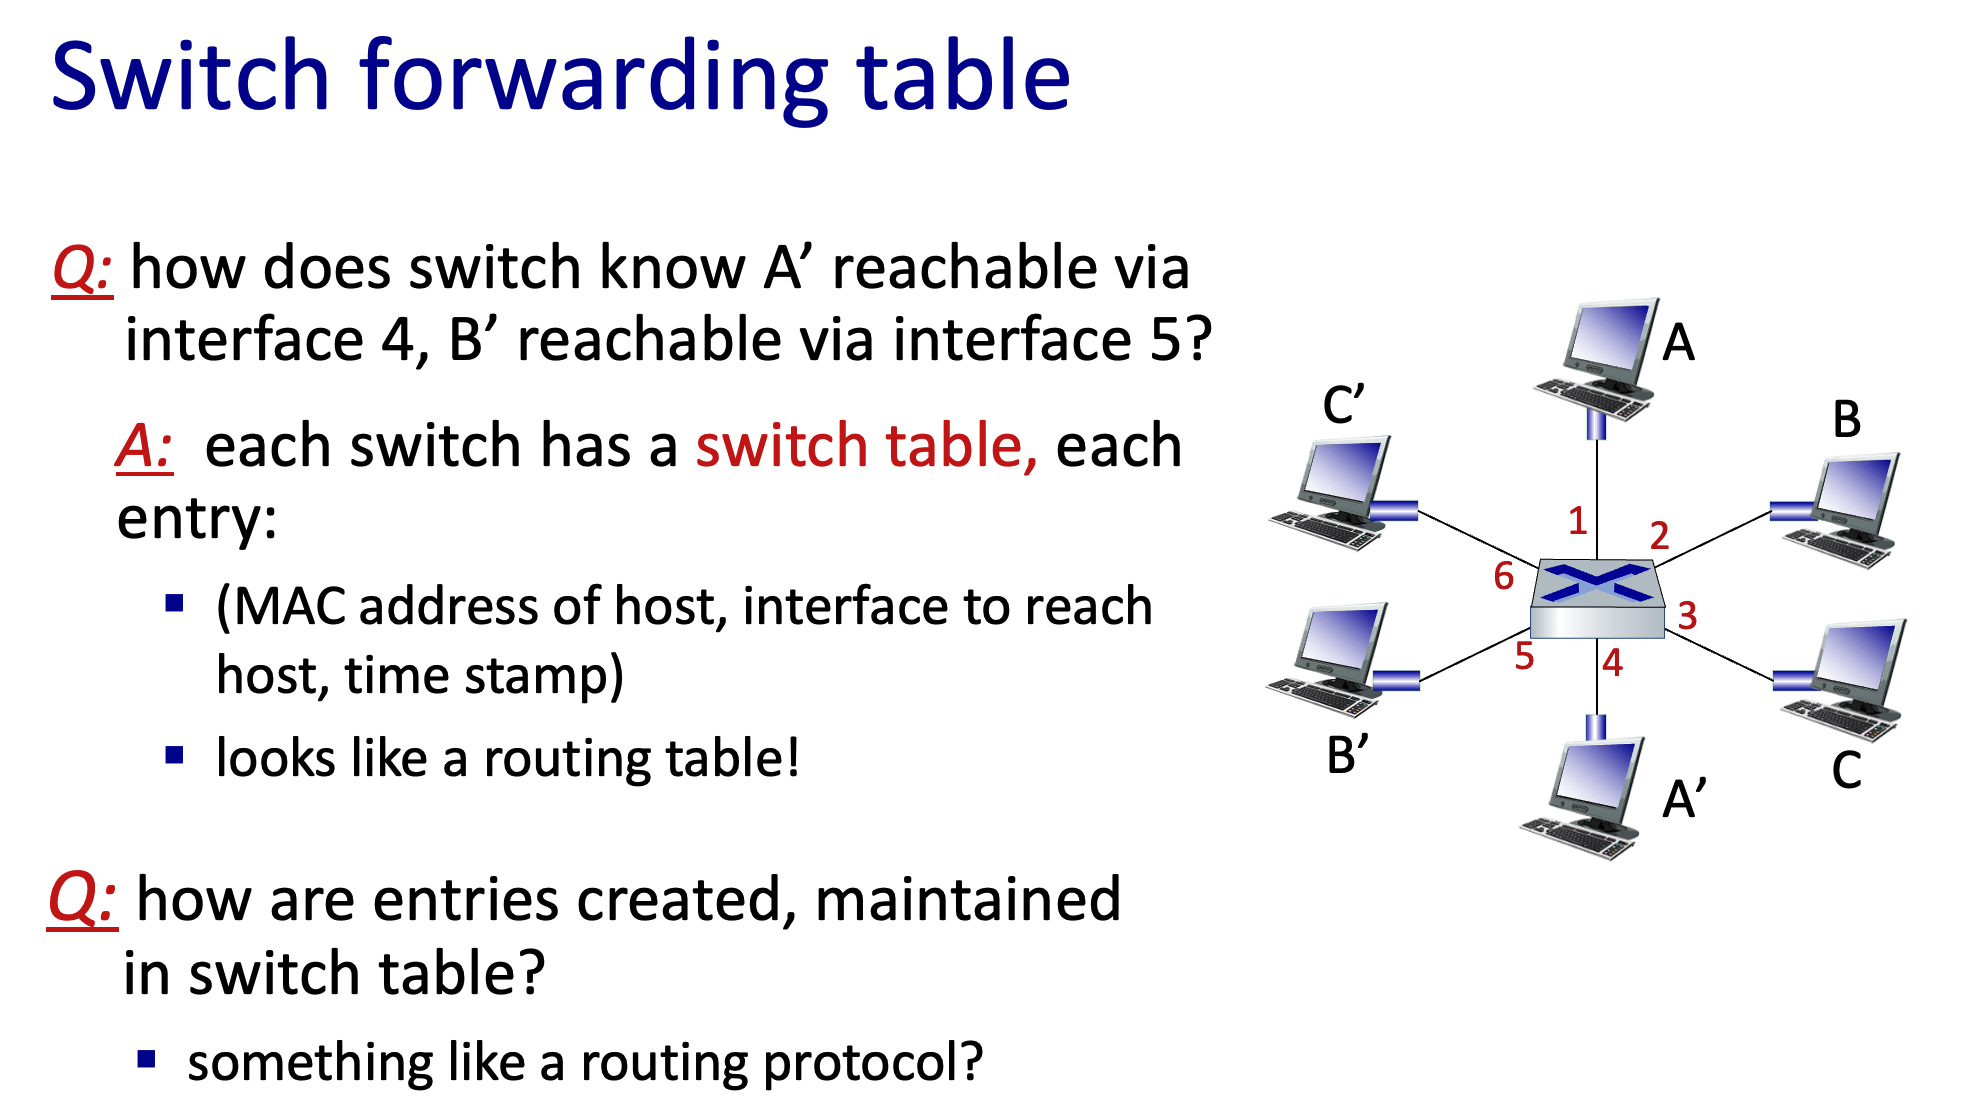 Switch forwarding table
Q: how does switch know A’ reachable via
interface 4, B’ reachable via interface 5?
A: each switch has a switch table, each
entry:
▪ (MAC address of host, interface to reach
host, time stamp)
▪ looks like a routing table!
Q: how are entries created, maintained
in switch table?
▪ something like a routing protocol?
A
B
C
A’
B’
C’
1
2
3
4
5
6